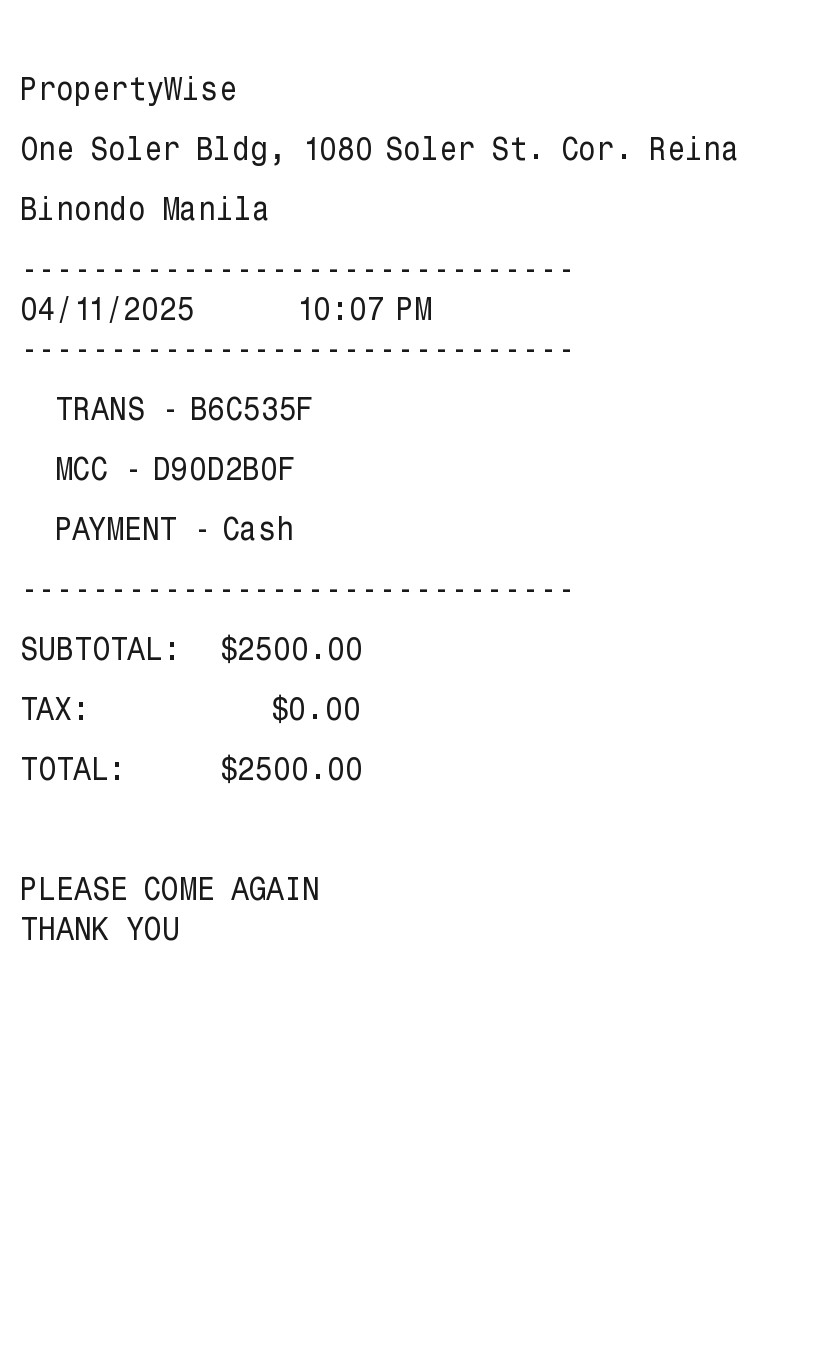 PropertyWise
One Soler Bldg, 1080 Soler St. Cor. Reina
Binondo Manila
-------------------------------
04/11/2025 10:07 PM
-------------------------------
TRANS - B6C535F
MCC - D90D2B0F
PAYMENT - Cash
-------------------------------
SUBTOTAL: $2500.00
TAX: $0.00
TOTAL: $2500.00
PLEASE COME AGAIN
THANK YOU